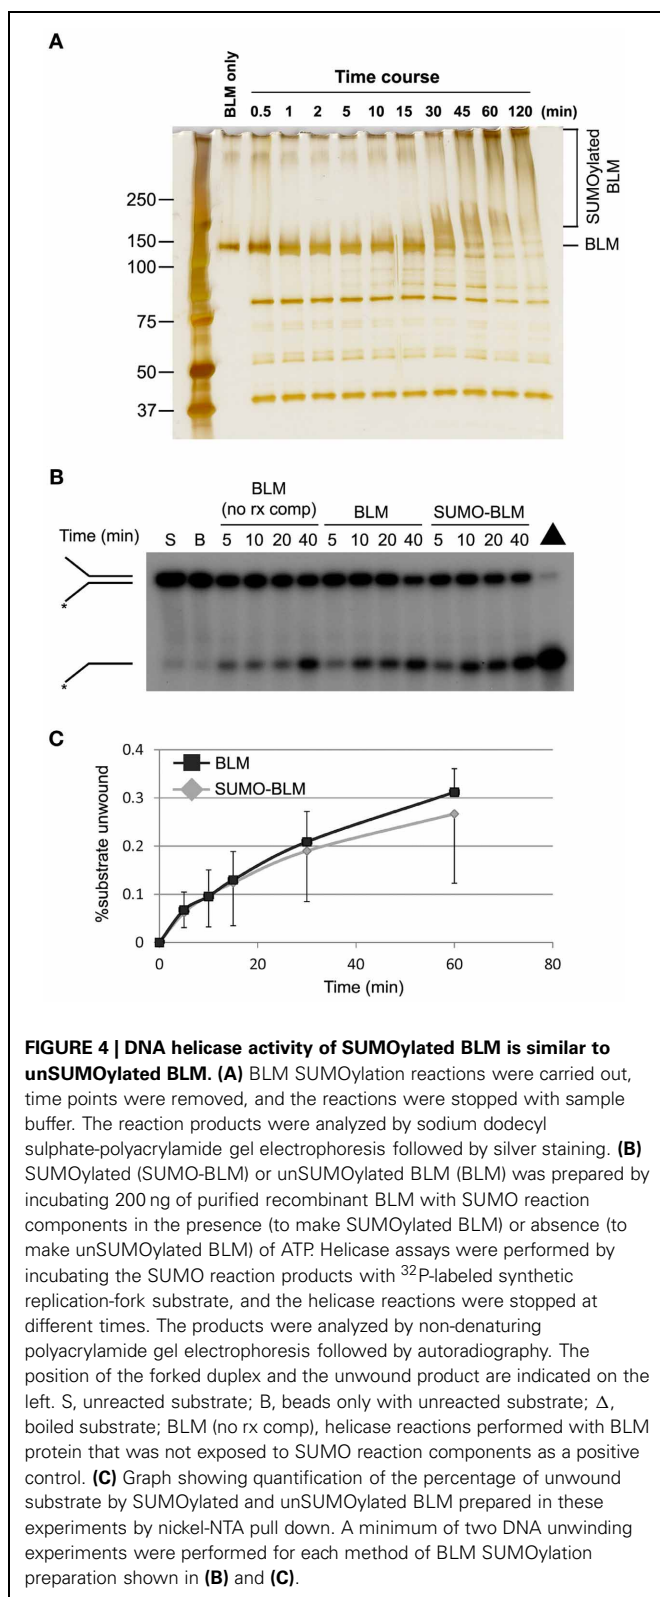 A
BLM only
Time course
0.5 1 2 5 10 15 30 45 60 120 (min)
SUMOylated
BLM
250
150
BLM
100
75
50
37
B
BLM
(no rx comp) BLM SUMO-BLM
Time (min) S B 5 10 20 40 5 10 20 40 5 10 20 40
*
*
C
%substrate unwound
0.4
BLM
SUMO-BLM
0.3
0.2
0.1
0
0 20 40 60 80
Time (min)
FIGURE 4 | DNA helicase activity of SUMOylated BLM is similar to
unSUMOylated BLM. (A) BLM SUMOylation reactions were carried out,
time points were removed, and the reactions were stopped with sample
buffer. The reaction products were analyzed by sodium dodecyl
sulphate-polyacrylamide gel electrophoresis followed by silver staining. (B)
SUMOylated (SUMO-BLM) or unSUMOylated BLM (BLM) was prepared by
incubating 200 ng of purified recombinant BLM with SUMO reaction
components in the presence (to make SUMOylated BLM) or absence (to
make unSUMOylated BLM) of ATP. Helicase assays were performed by
incubating the SUMO reaction products with ³²P-labeled synthetic
replication-fork substrate, and the helicase reactions were stopped at
different times. The products were analyzed by non-denaturing
polyacrylamide gel electrophoresis followed by autoradiography. The
position of the forked duplex and the unwound product are indicated on the
left. S, unreacted substrate; B, beads only with unreacted substrate; Δ,
boiled substrate; BLM (no rx comp), helicase reactions performed with BLM
protein that was not exposed to SUMO reaction components as a positive
control. (C) Graph showing quantification of the percentage of unwound
substrate by SUMOylated and unSUMOylated BLM prepared in these
experiments by nickel-NTA pull down. A minimum of two DNA unwinding
experiments were performed for each method of BLM SUMOylation
preparation shown in (B) and (C).